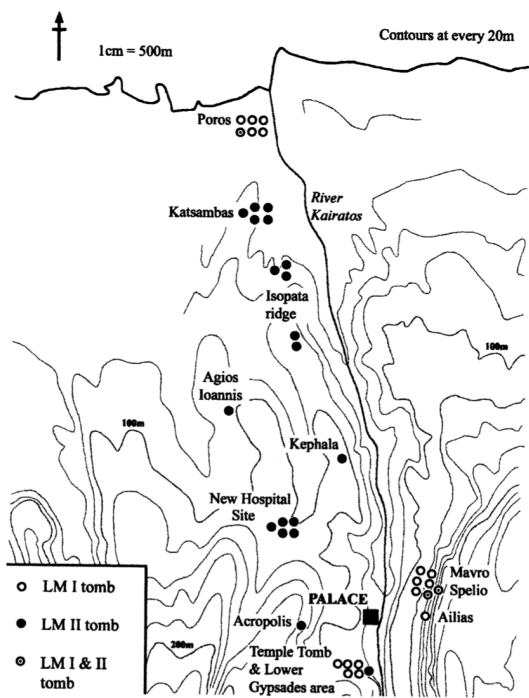 1cm = 500m
Contours at every 20m
Poros
River
Kairatos
Katsambas
Isopata
ridge
100m
Agios
Ioannis
100m
Kephala
New Hospital
Site
Mavro
Spelio
LM I tomb
PALACE
Ailias
LM II tomb
Acropolis
200m
Temple Tomb
& Lower
Gypsades area
LM I & II
tomb